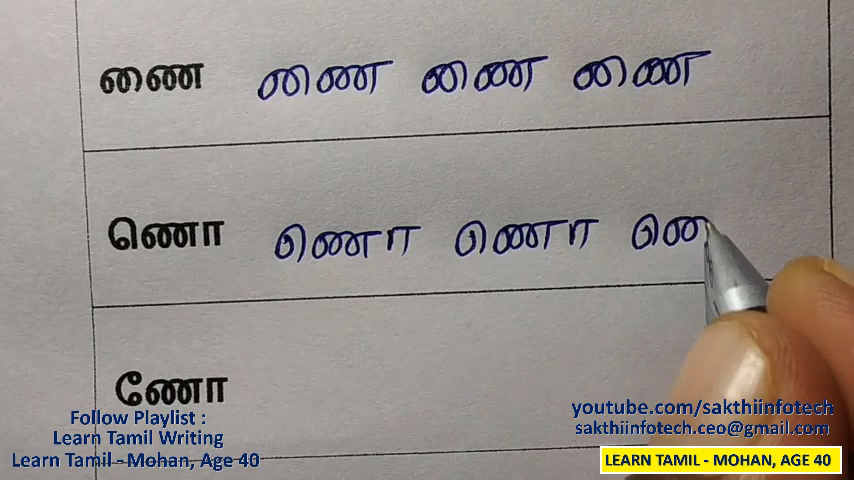 ணை ணை ணை ணை
ணொ ணொ ணொ ணெ
ணோ
Follow Playlist :
Learn Tamil Writing
Learn Tamil - Mohan, Age 40
youtube.com/sakthiinfotech
sakthiinfotech.ceo@gmail.com
LEARN TAMIL - MOHAN, AGE 40